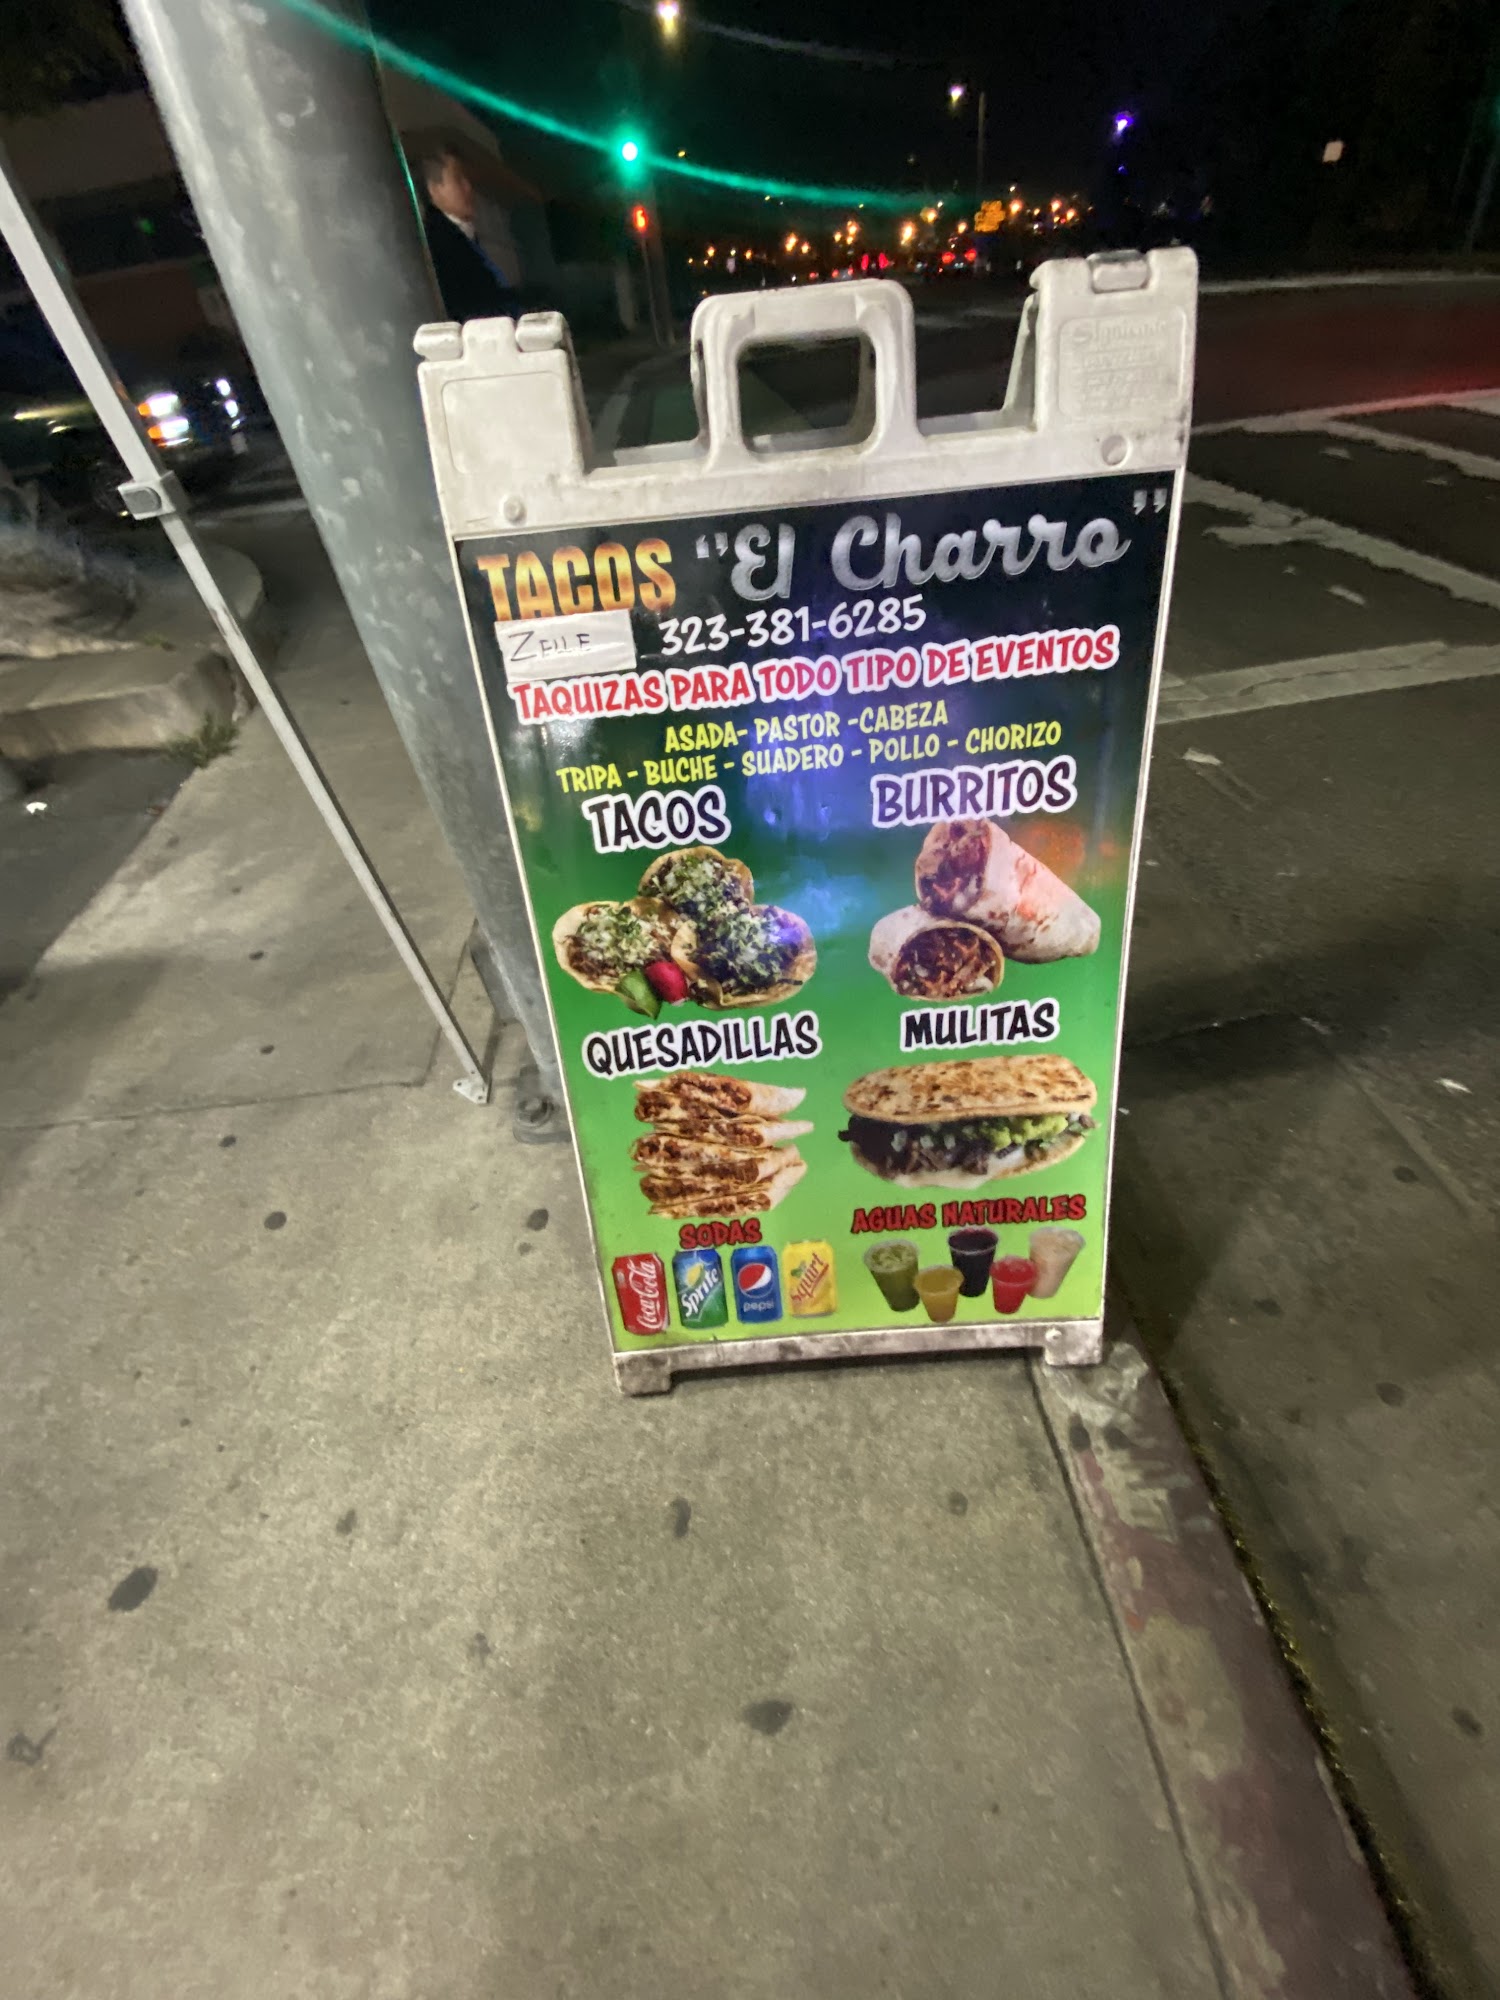 TACOS "El Charro"
ZELLE 323-381-6285
TAQUIZAS PARA TODO TIPO DE EVENTOS
ASADA- PASTOR -CABEZA
TRIPA - BUCHE - SUADERO - POLLO - CHORIZO
TACOS
BURRITOS
QUESADILLAS
MULITAS
SODAS
AGUAS NATURALES
Coca-Cola
Sprite
pepsi
Squirt
Signicade